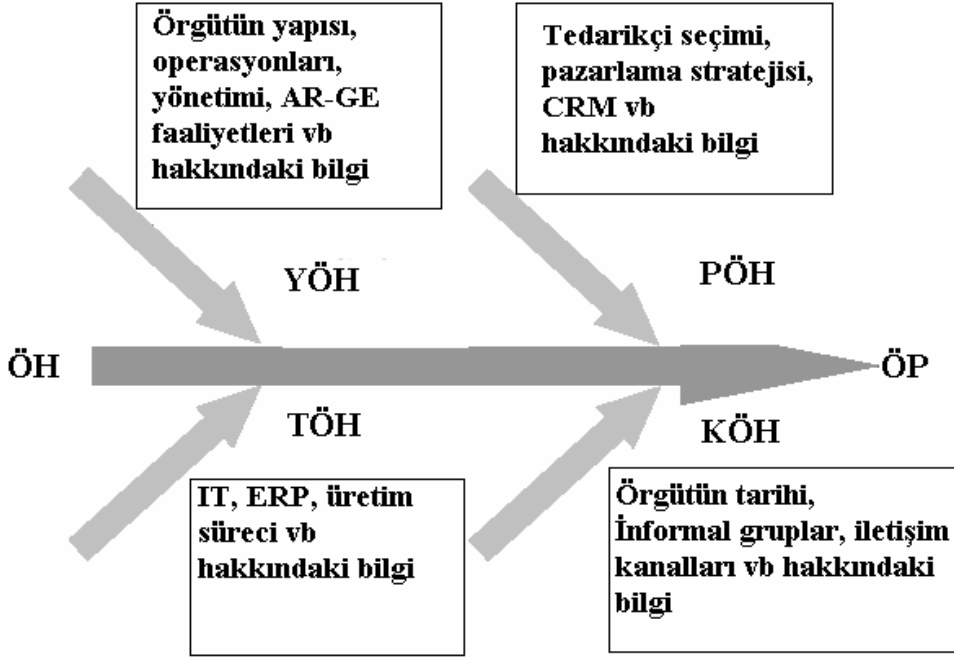 Örgütün yapısı,
operasyonları,
yönetimi, AR-GE
faaliyetleri vb
hakkındaki bilgi
Tedarikçi seçimi,
pazarlama stratejisi,
CRM vb
hakkındaki bilgi
YÖH
PÖH
ÖH
ÖP
TÖH
KÖH
IT, ERP, üretim
süreci vb
hakkındaki bilgi
Örgütün tarihi,
İnformal gruplar, iletişim
kanalları vb hakkındaki
bilgi